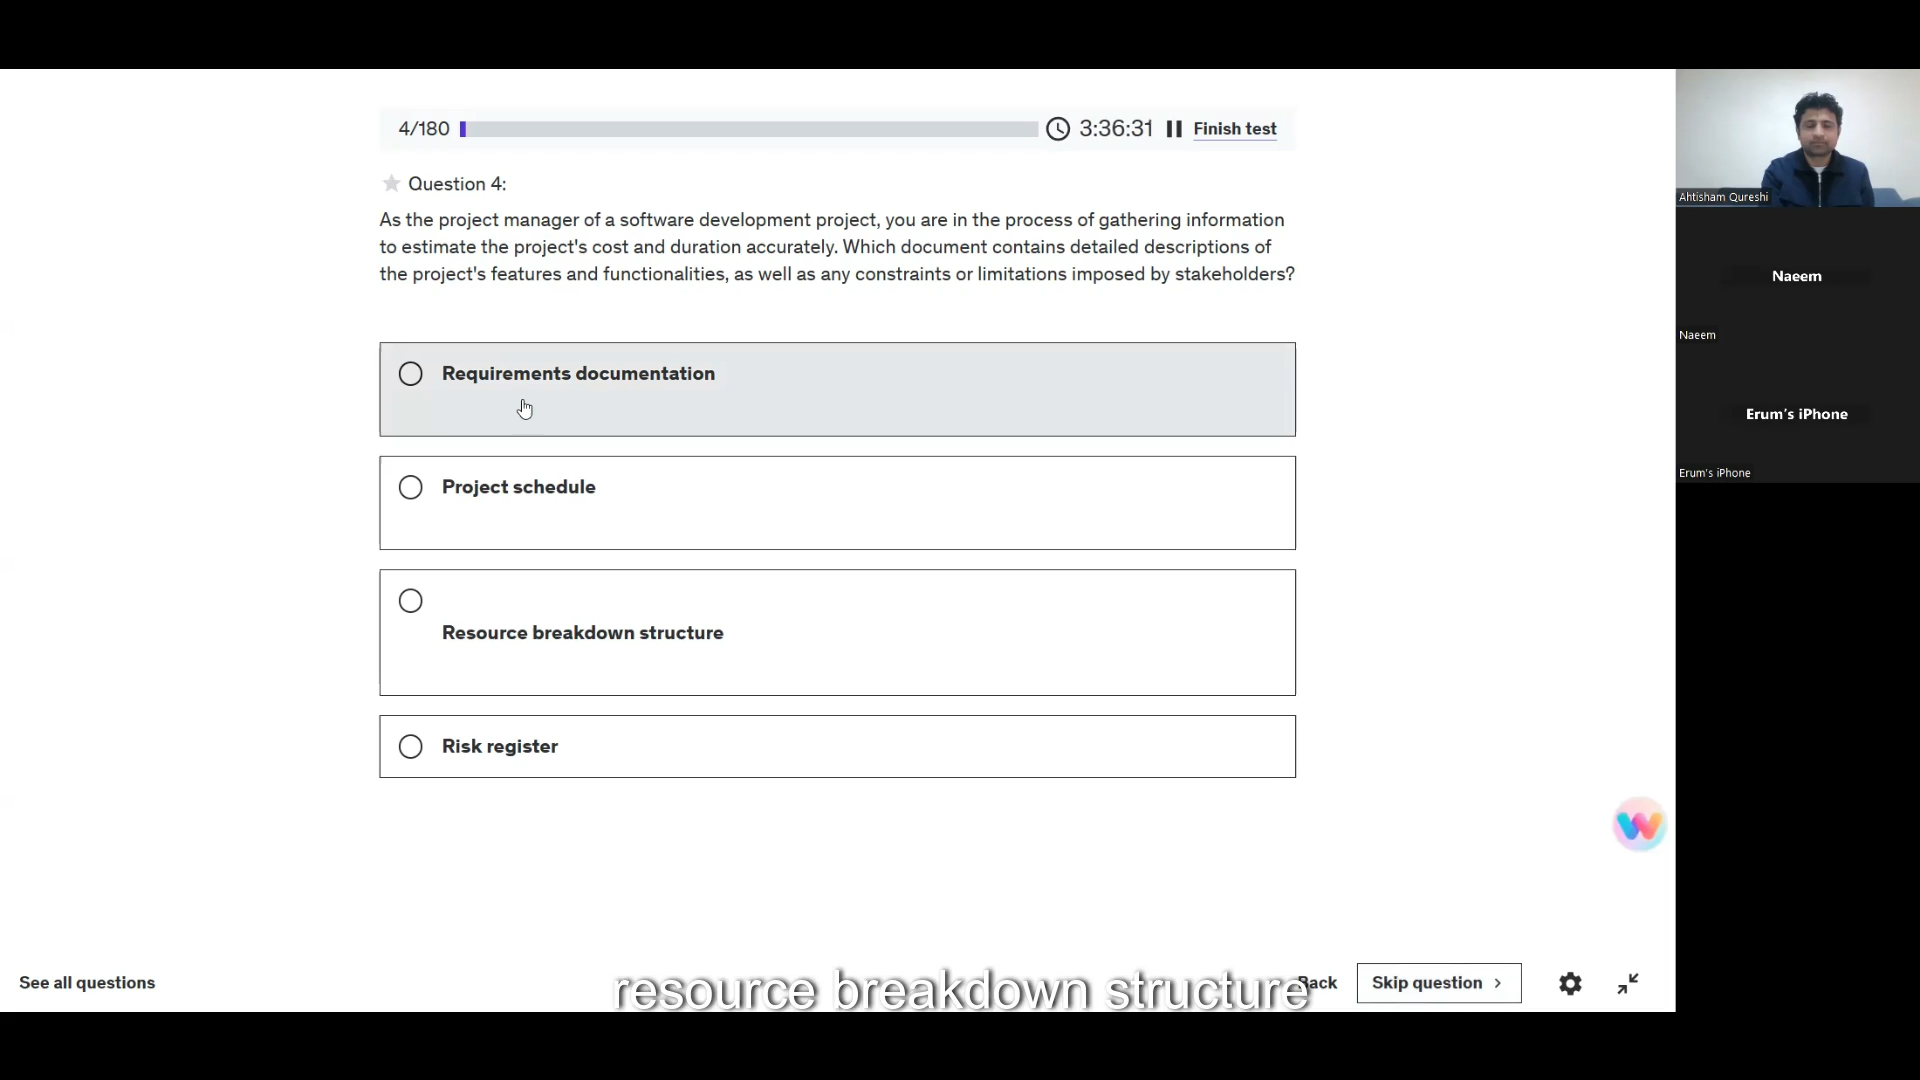 4/180
3:36:31
Finish test
Question 4:
As the project manager of a software development project, you are in the process of gathering information
to estimate the project's cost and duration accurately. Which document contains detailed descriptions of
the project's features and functionalities, as well as any constraints or limitations imposed by stakeholders?
Requirements documentation
Project schedule
Resource breakdown structure
Risk register
See all questions
Back
Skip question
resource breakdown structure
Ahtisham Qureshi
Naeem
Naeem
Erum's iPhone
Erum's iPhone